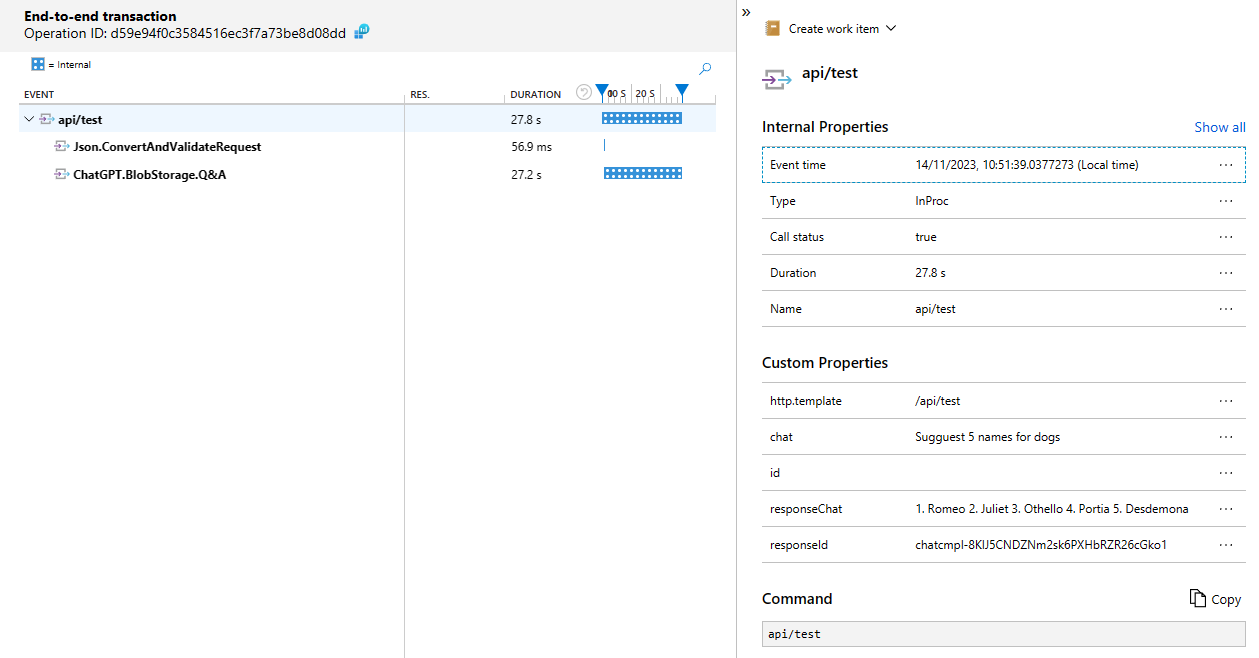 End-to-end transaction
Operation ID: d59e94f0c3584516ec3f7a73be8d08dd
= Internal
EVENT RES. DURATION 20 S
api/test 27.8 s
Json.ConvertAndValidateRequest 56.9 ms
ChatGPT.BlobStorage.Q&A 27.2 s
»
Create work item
api/test
Internal Properties Show all
Event time 14/11/2023, 10:51:39.0377273 (Local time) ...
Type InProc ...
Call status true ...
Duration 27.8 s ...
Name api/test ...
Custom Properties
http.template /api/test ...
chat Sugguest 5 names for dogs ...
id ...
responseChat 1. Romeo 2. Juliet 3. Othello 4. Portia 5. Desdemona ...
responseId chatcmpl-8KIJ5CNDZNm2sk6PXHbRZR26cGko1 ...
Command Copy
api/test